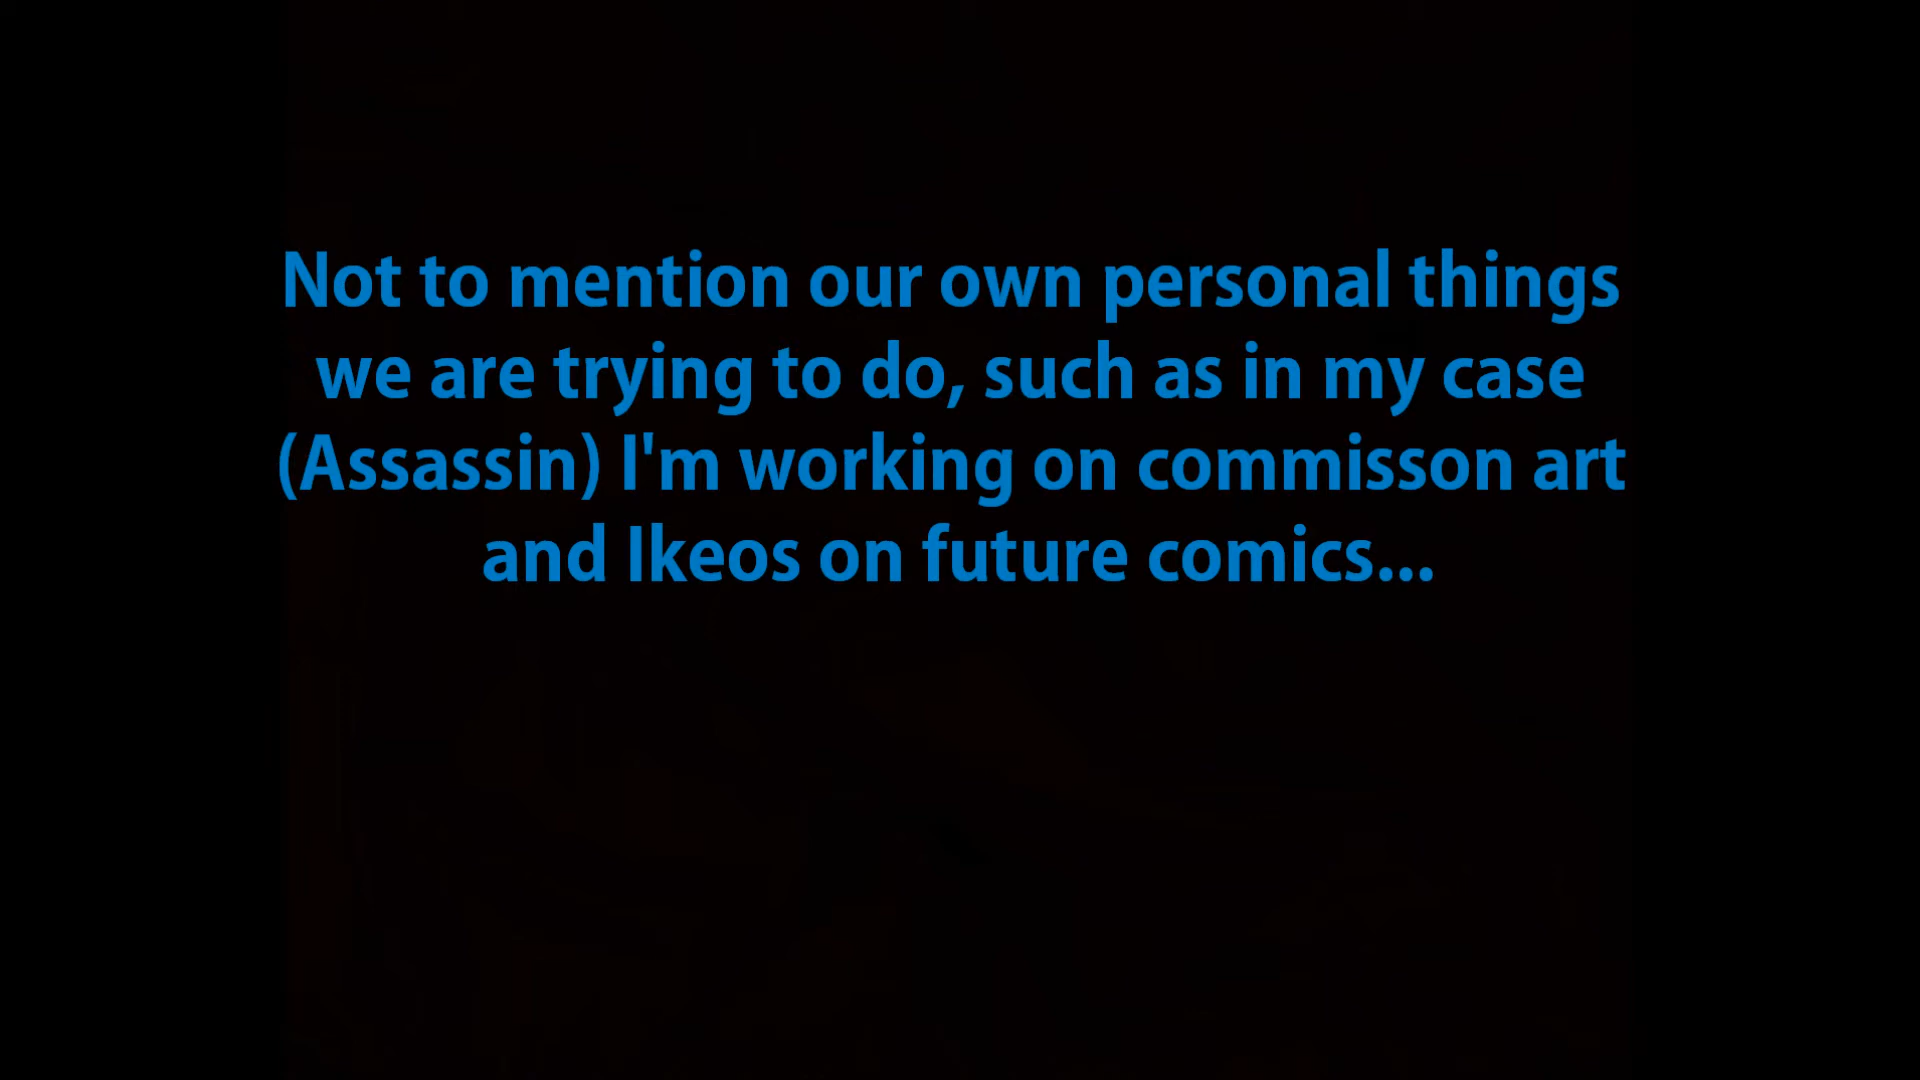 Not to mention our own personal things
we are trying to do, such as in my case
(Assassin) I'm working on commisson art
and Ikeos on future comics...